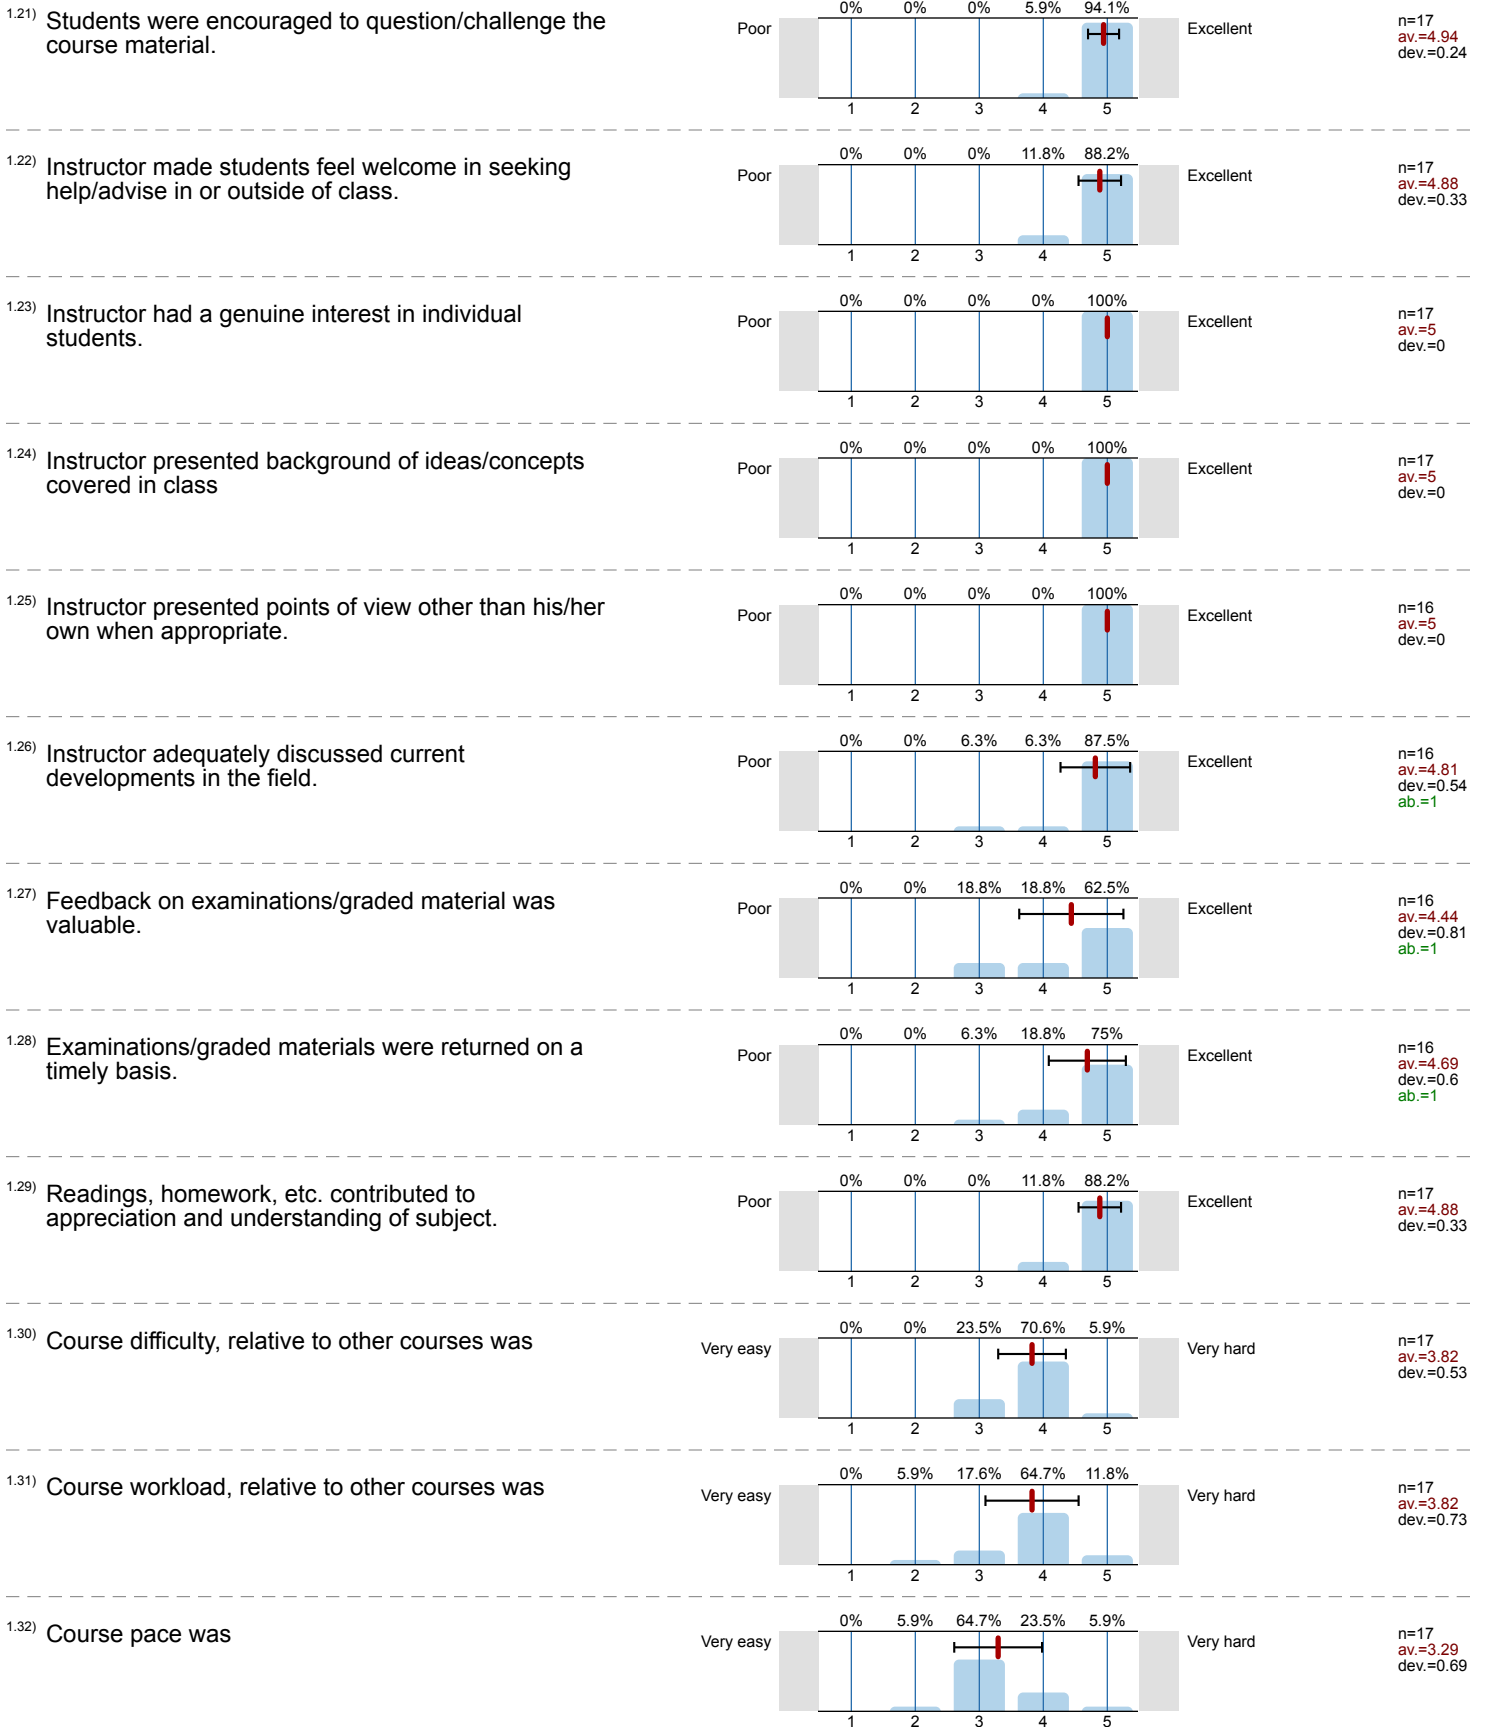 1.21) Students were encouraged to question/challenge the
course material.
Poor
0% 0% 0% 5.9% 94.1%
1 2 3 4 5
Excellent
n=17
av.=4.94
dev.=0.24
1.22) Instructor made students feel welcome in seeking
help/advise in or outside of class.
Poor
0% 0% 0% 11.8% 88.2%
1 2 3 4 5
Excellent
n=17
av.=4.88
dev.=0.33
1.23) Instructor had a genuine interest in individual
students.
Poor
0% 0% 0% 0% 100%
1 2 3 4 5
Excellent
n=17
av.=5
dev.=0
1.24) Instructor presented background of ideas/concepts
covered in class
Poor
0% 0% 0% 0% 100%
1 2 3 4 5
Excellent
n=17
av.=5
dev.=0
1.25) Instructor presented points of view other than his/her
own when appropriate.
Poor
0% 0% 0% 0% 100%
1 2 3 4 5
Excellent
n=16
av.=5
dev.=0
1.26) Instructor adequately discussed current
developments in the field.
Poor
0% 0% 6.3% 6.3% 87.5%
1 2 3 4 5
Excellent
n=16
av.=4.81
dev.=0.54
ab.=1
1.27) Feedback on examinations/graded material was
valuable.
Poor
0% 0% 18.8% 18.8% 62.5%
1 2 3 4 5
Excellent
n=16
av.=4.44
dev.=0.81
ab.=1
1.28) Examinations/graded materials were returned on a
timely basis.
Poor
0% 0% 6.3% 18.8% 75%
1 2 3 4 5
Excellent
n=16
av.=4.69
dev.=0.6
ab.=1
1.29) Readings, homework, etc. contributed to
appreciation and understanding of subject.
Poor
0% 0% 0% 11.8% 88.2%
1 2 3 4 5
Excellent
n=17
av.=4.88
dev.=0.33
1.30) Course difficulty, relative to other courses was
Very easy
0% 0% 23.5% 70.6% 5.9%
1 2 3 4 5
Very hard
n=17
av.=3.82
dev.=0.53
1.31) Course workload, relative to other courses was
Very easy
0% 5.9% 17.6% 64.7% 11.8%
1 2 3 4 5
Very hard
n=17
av.=3.82
dev.=0.73
1.32) Course pace was
Very easy
0% 5.9% 64.7% 23.5% 5.9%
1 2 3 4 5
Very hard
n=17
av.=3.29
dev.=0.69